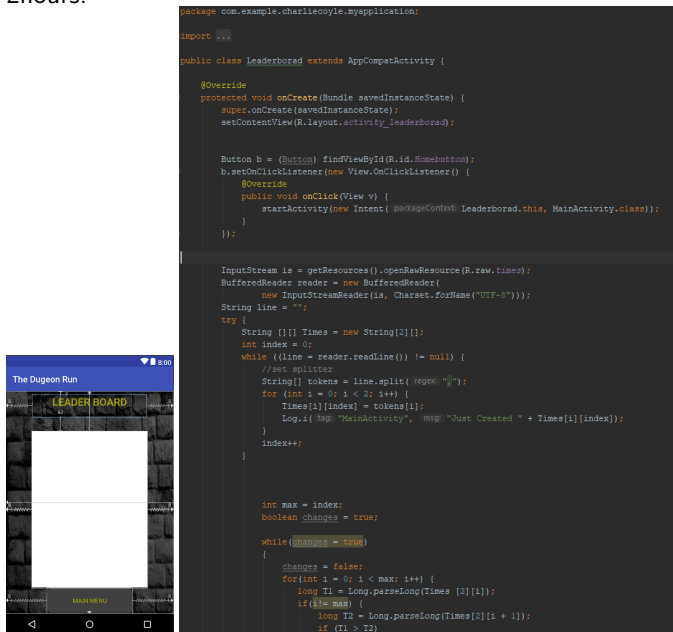 2hours.
package com.example.charliecoyle.myapplication;
import ...
public class Leaderborad extends AppCompatActivity {
@Override
protected void onCreate(Bundle savedInstanceState) {
super.onCreate(savedInstanceState);
setContentView(R.layout.activity_leaderborad);
Button b = (Button) findViewById(R.id.Homebutton);
b.setOnClickListener(new View.OnClickListener() {
@Override
public void onClick(View v) {
startActivity(new Intent( packageContext: Leaderborad.this, MainActivity.class));
}
});
InputStream is = getResources().openRawResource(R.raw.times);
BufferedReader reader = new BufferedReader(
new InputStreamReader(is, Charset.forName("UTF-8")));
String line = "";
try {
String [][] Times = new String[2][];
int index = 0;
while ((line = reader.readLine()) != null) {
//set splitter
String[] tokens = line.split( regex: ",");
for (int i = 0; i < 2; i++) {
Times[i][index] = tokens[i];
Log.i( tag: "MainActivity", msg: "Just Created " + Times[i][index]);
}
index++;
}
int max = index;
boolean changes = true;
while(changes = true)
{
changes = false;
for(int i = 0; i < max; i++) {
long T1 = Long.parseLong(Times [2][i]);
if(i!= max) {
long T2 = Long.parseLong(Times[2][i + 1]);
if (T1 > T2)
8:00
The Dugeon Run
LEADER BOARD
MAIN MENU